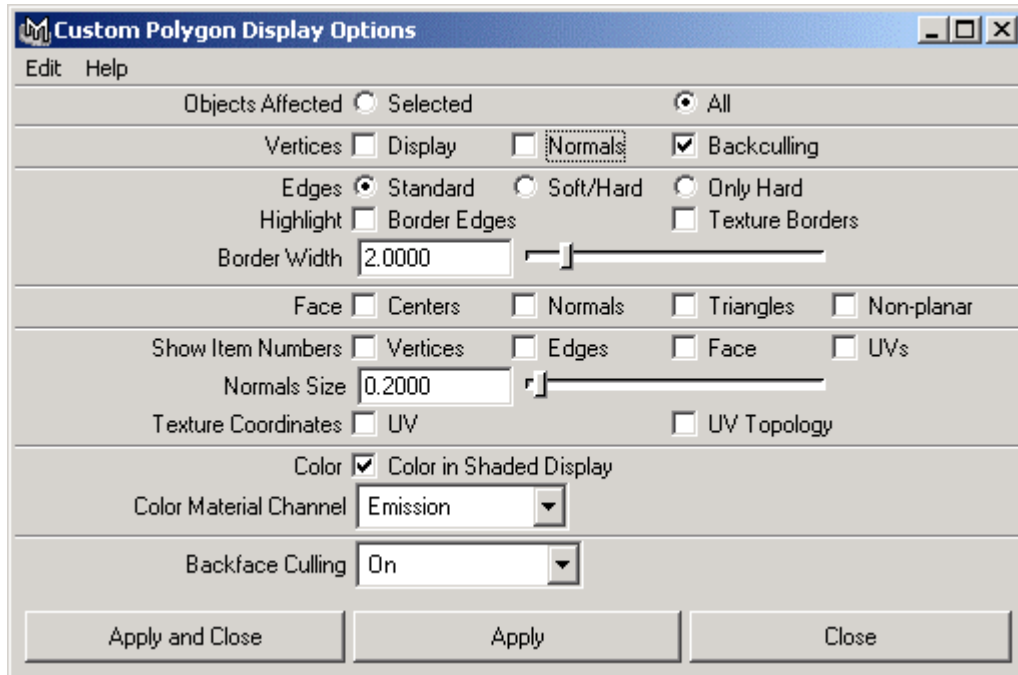 Custom Polygon Display Options
Edit Help
Objects Affected Selected All
Vertices Display Normals Backculling
Edges Standard Soft/Hard Only Hard
Highlight Border Edges Texture Borders
Border Width 2.0000
Face Centers Normals Triangles Non-planar
Show Item Numbers Vertices Edges Face UVs
Normals Size 0.2000
Texture Coordinates UV UV Topology
Color Color in Shaded Display
Color Material Channel Emission
Backface Culling On
Apply and Close Apply Close